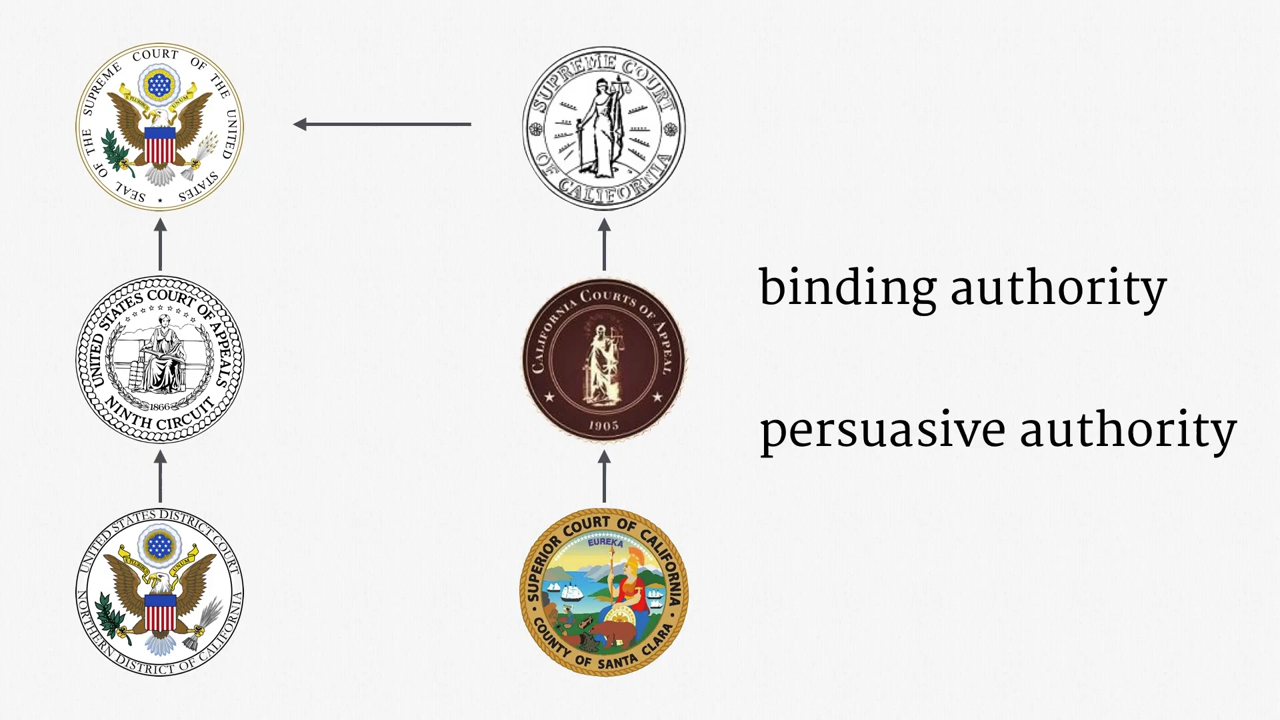 SEAL OF THE SUPREME COURT OF THE UNITED STATES
E PLURIBUS UNUM
SUPREME COURT
OF CALIFORNIA
UNITED STATES COURT OF APPEALS
1866
NINTH CIRCUIT
CALIFORNIA COURTS OF APPEAL
1905
binding authority
persuasive authority
UNITED STATES DISTRICT COURT
NORTHERN DISTRICT OF CALIFORNIA
SUPERIOR COURT OF CALIFORNIA
EUREKA
COUNTY OF SANTA CLARA